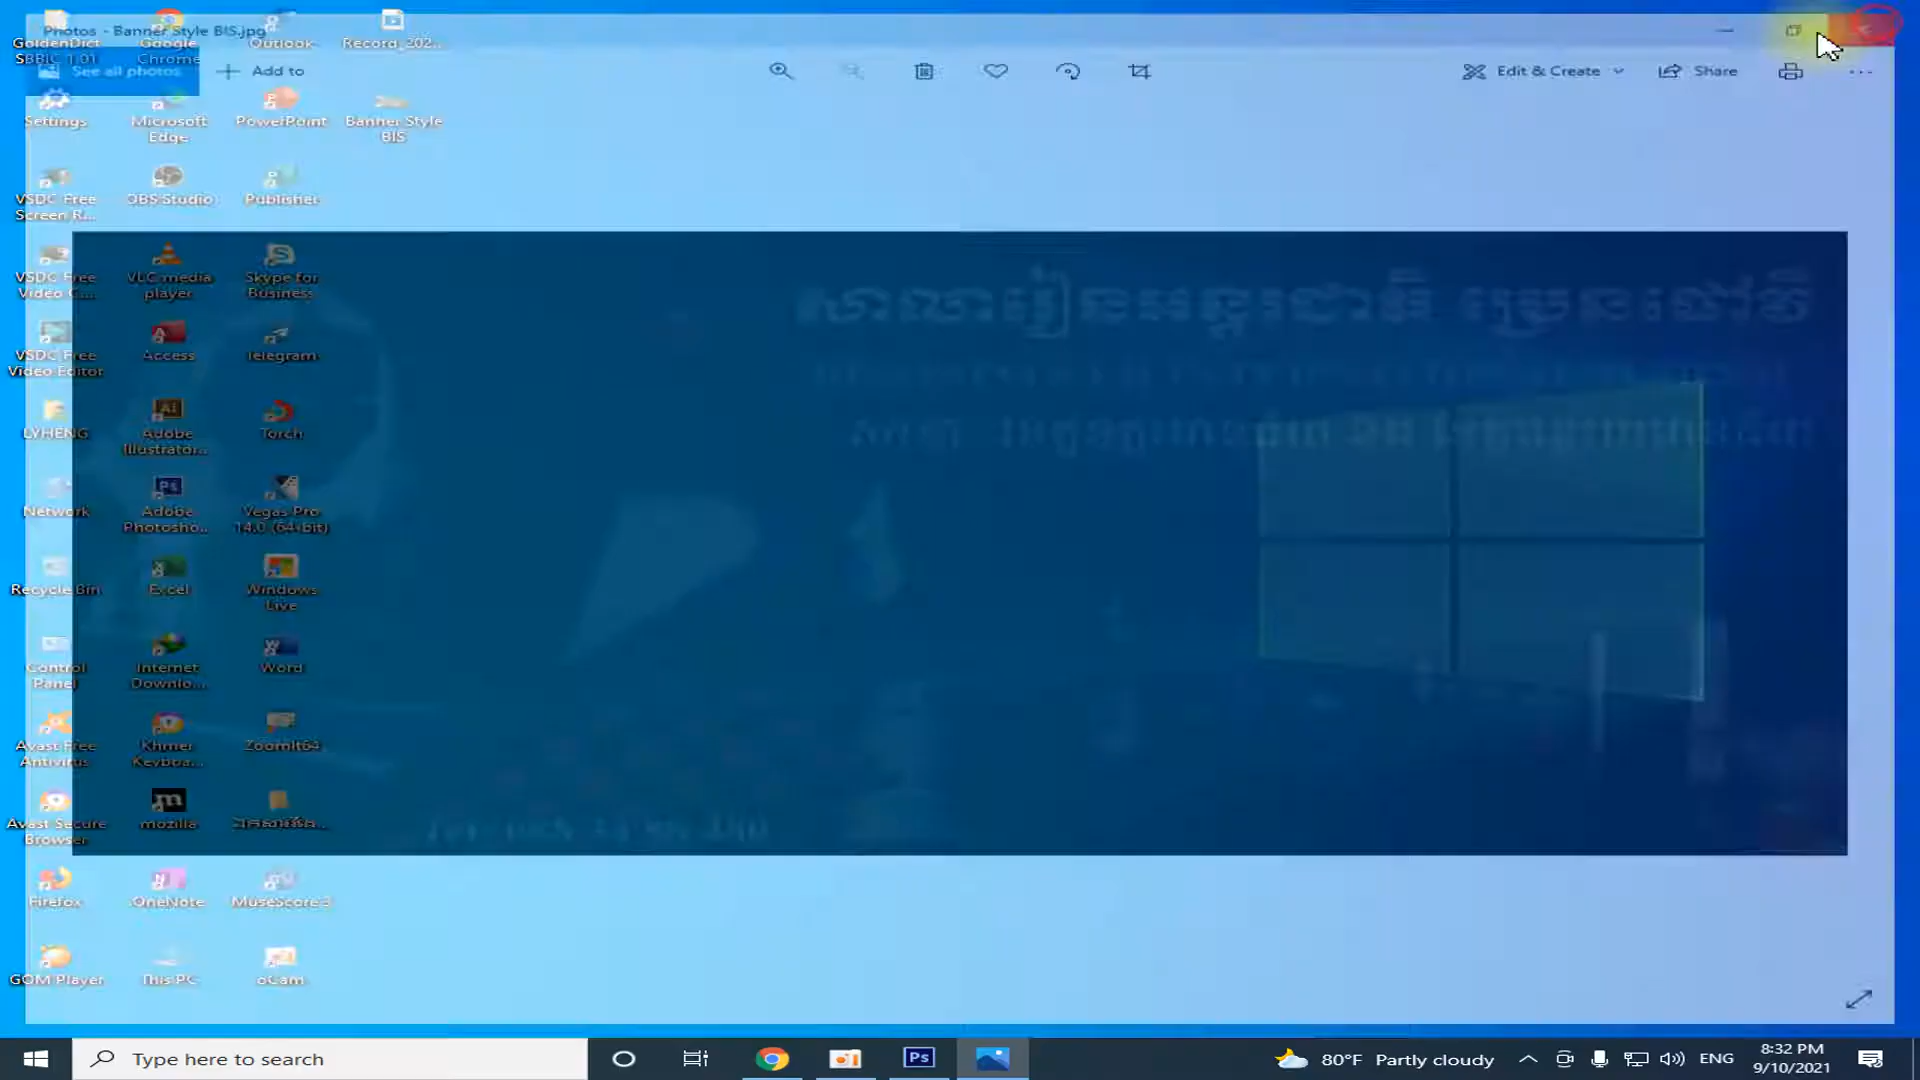 Photos - Banner Style BIS.jpg
See all photos
Add to
Edit & Create
Share
GoldenDict
SBBIC 1.01
Google
Chrome
Outlook
Record_202...
Settings
Microsoft
Edge
PowerPoint
Banner Style
BIS
VSDC Free
Screen R...
OBS Studio
Publisher
VSDC Free
Video C...
VLC media
player
Skype for
Business
VSDC Free
Video Editor
Access
Telegram
LYHENG
Adobe
Illustrator...
Torch
Network
Adobe
Photosho...
Vegas Pro
14.0 (64-bit)
Recycle Bin
Excel
Windows
Live
Control
Panel
Internet
Downlo...
Word
Avast Free
Antivirus
Khmer
Keyboa...
ZoomIt64
Avast Secure
Browser
mozilla
Firefox
OneNote
MuseScore 3
GOM Player
This PC
oCam
Type here to search
Ps
80°F Partly cloudy
ENG
8:32 PM
9/10/2021